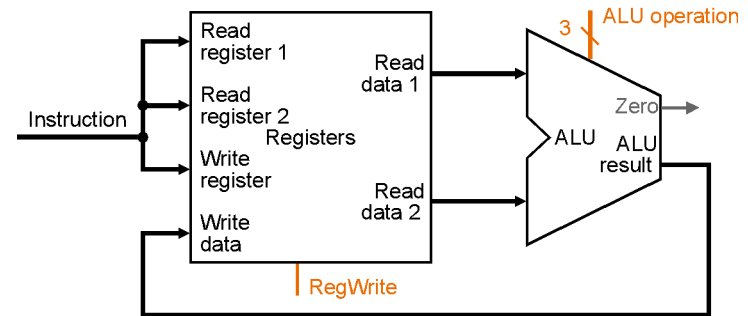 ALU operation
3
Read
register 1
Read
data 1
Read
register 2
Instruction
Registers
Zero
ALU
ALU
result
Write
register
Read
data 2
Write
data
RegWrite